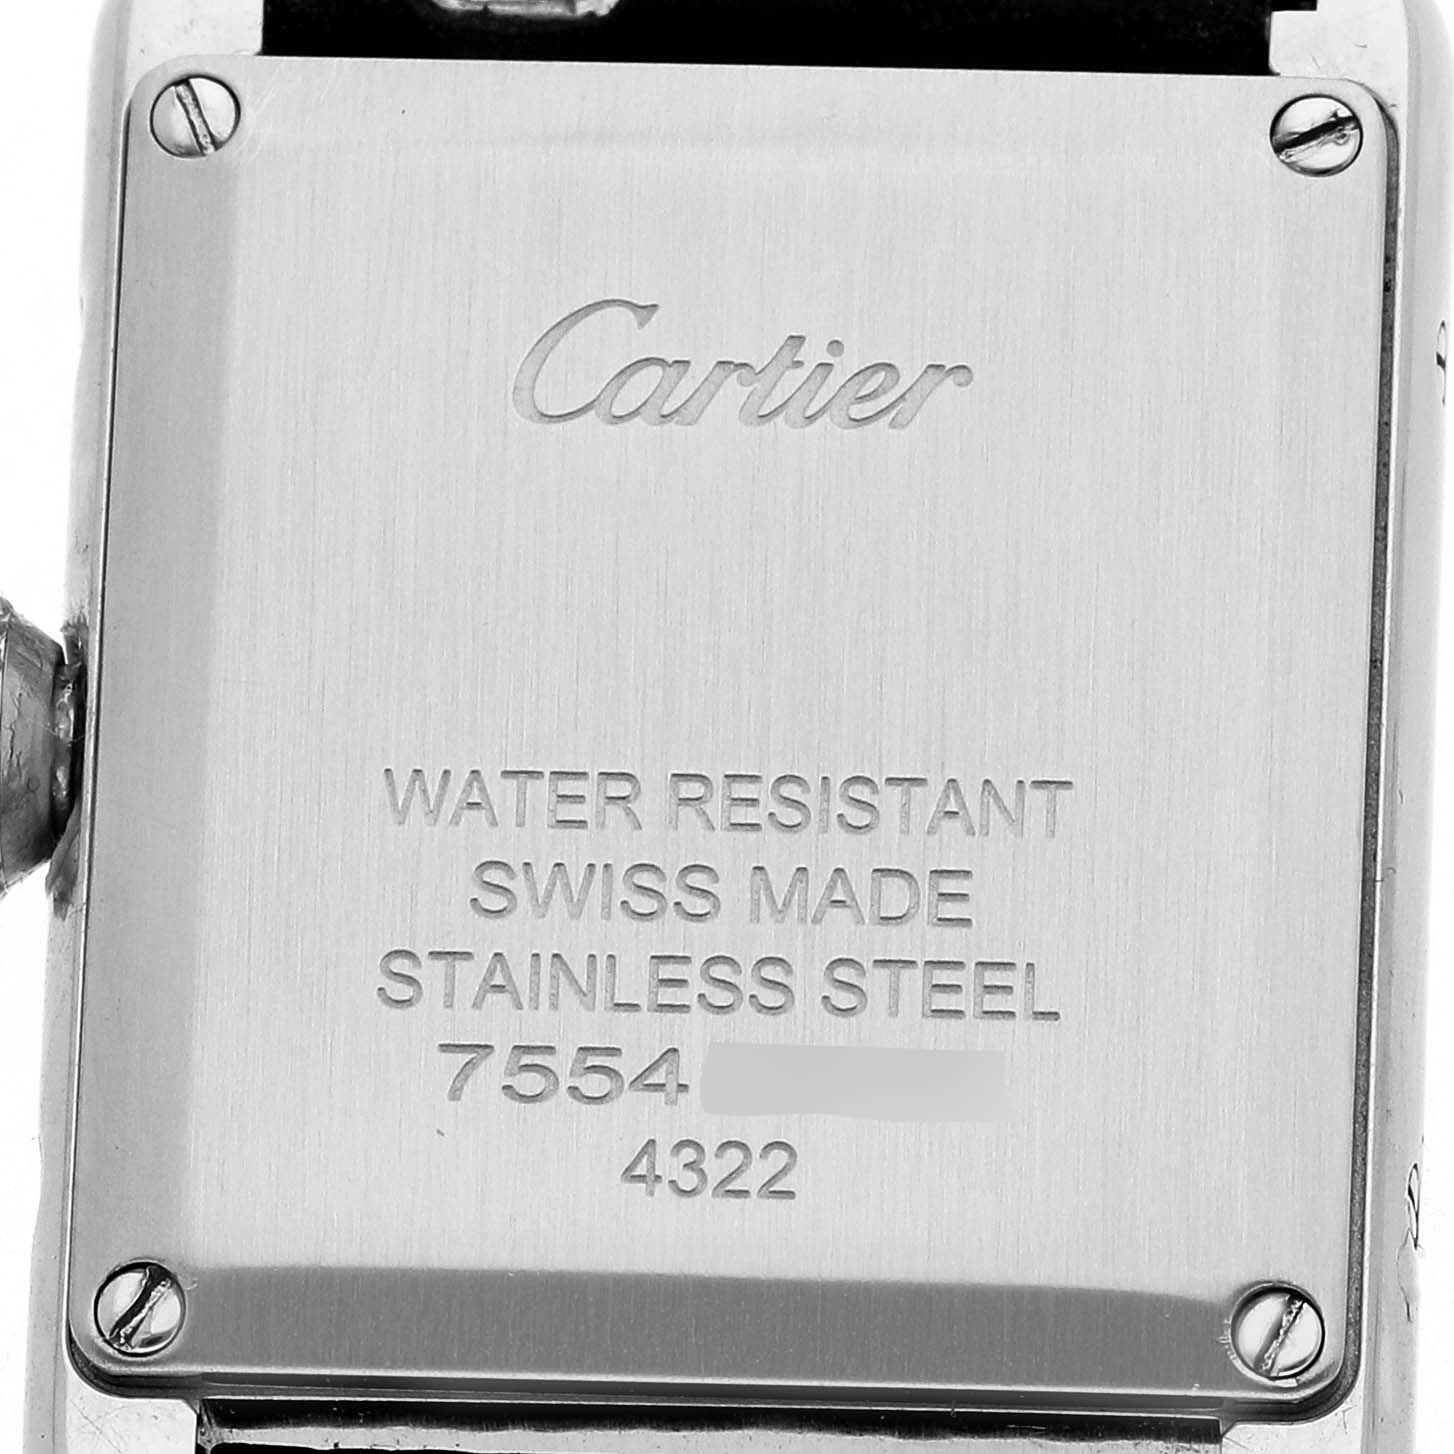 Cartier
WATER RESISTANT
SWISS MADE
STAINLESS STEEL
7554
4322